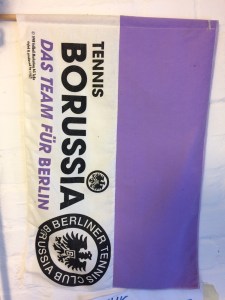 TENNIS
BORUSSIA
DAS TEAM FÜR BERLIN
BERLINER TENNIS CLUB
BORUSSIA